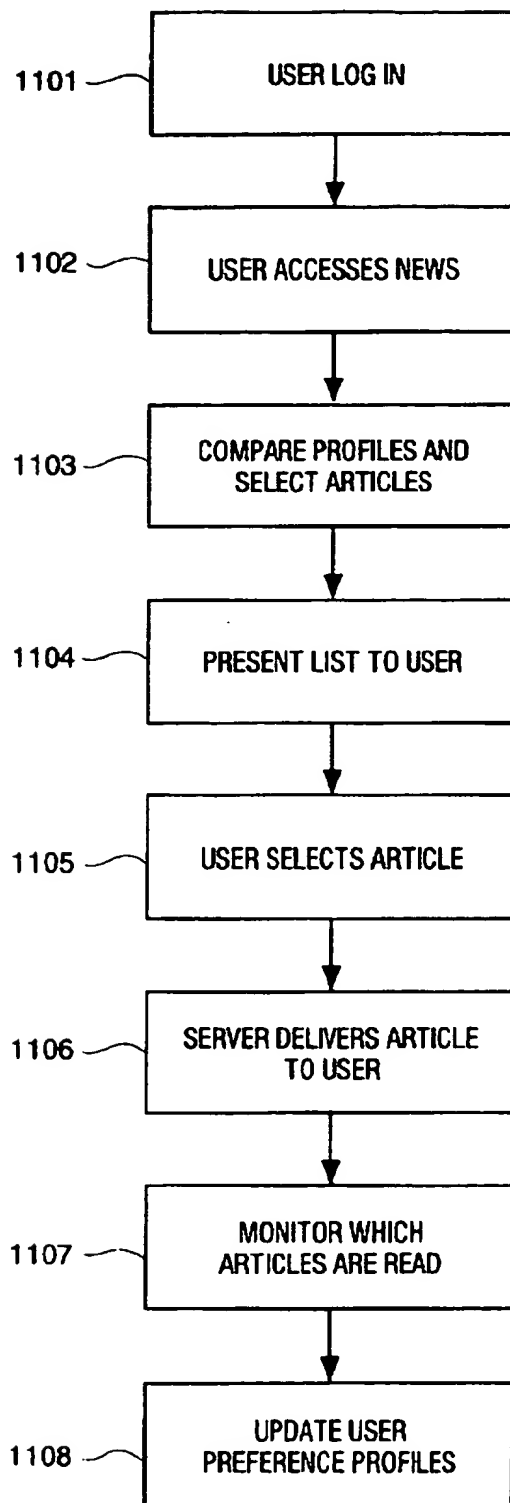 1101
USER LOG IN
1102
USER ACCESSES NEWS
1103
COMPARE PROFILES AND
SELECT ARTICLES
1104
PRESENT LIST TO USER
1105
USER SELECTS ARTICLE
1106
SERVER DELIVERS ARTICLE
TO USER
1107
MONITOR WHICH
ARTICLES ARE READ
1108
UPDATE USER
PREFERENCE PROFILES